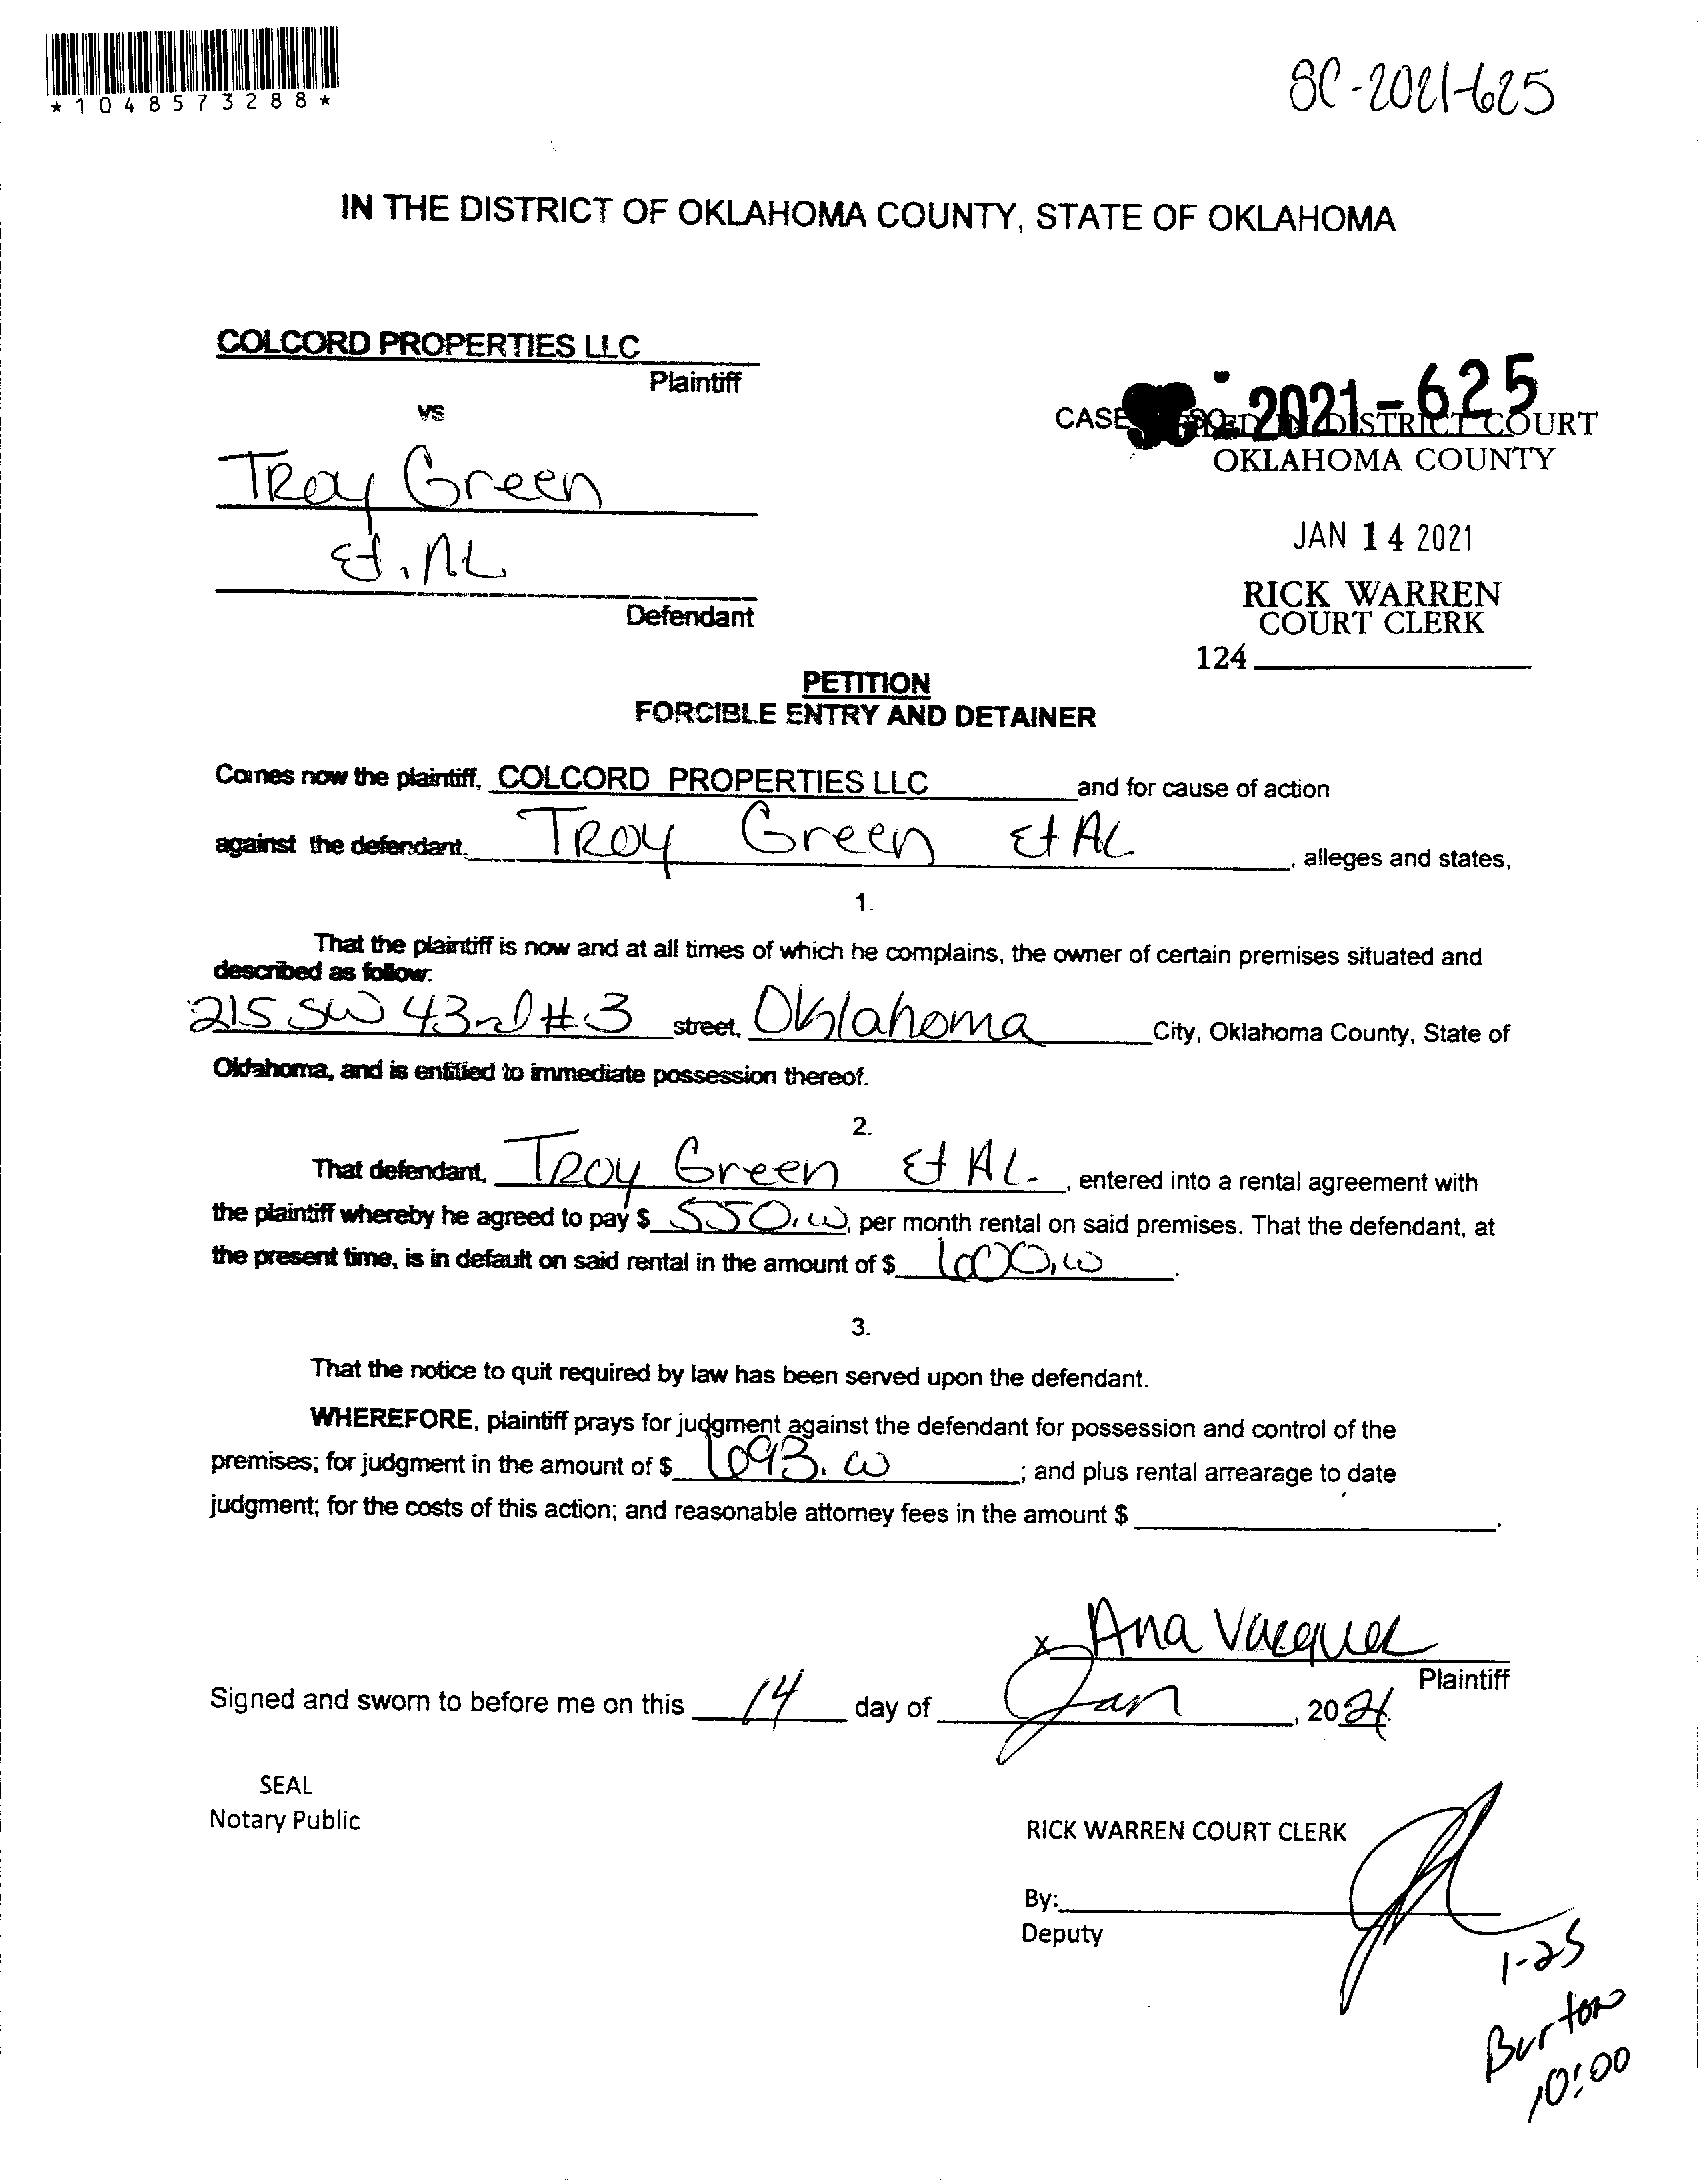 *1048573288*
SC-2021-625
IN THE DISTRICT OF OKLAHOMA COUNTY, STATE OF OKLAHOMA
COLCORD PROPERTIES LLC
Plaintiff
vs
CASE SC-2021-625
FILED IN DISTRICT COURT
OKLAHOMA COUNTY
Troy Green
Et. AL
Defendant
JAN 14 2021
RICK WARREN
COURT CLERK
124
PETITION
FORCIBLE ENTRY AND DETAINER
Comes now the plaintiff, COLCORD PROPERTIES LLC and for cause of action
against the defendant. Troy Green Et AL, alleges and states,
1.
That the plaintiff is now and at all times of which he complains, the owner of certain premises situated and
described as follow:
215 SW 43rd #3 street, Oklahoma City, Oklahoma County, State of
Oklahoma, and is entitled to immediate possession thereof.
2.
That defendant, Troy Green Et AL., entered into a rental agreement with
the plaintiff whereby he agreed to pay $ 550.00, per month rental on said premises. That the defendant, at
the present time, is in default on said rental in the amount of $
3.
That the notice to quit required by law has been served upon the defendant.
WHEREFORE, plaintiff prays for judgment against the defendant for possession and control of the
premises; for judgment in the amount of $ ; and plus rental arrearage to date
judgment; for the costs of this action; and reasonable attorney fees in the amount $ .
x Ana Vazquez
Plaintiff
Signed and sworn to before me on this 14 day of Jan, 2021
SEAL
Notary Public
RICK WARREN COURT CLERK
By:
Deputy
1-25
Burton
10:00